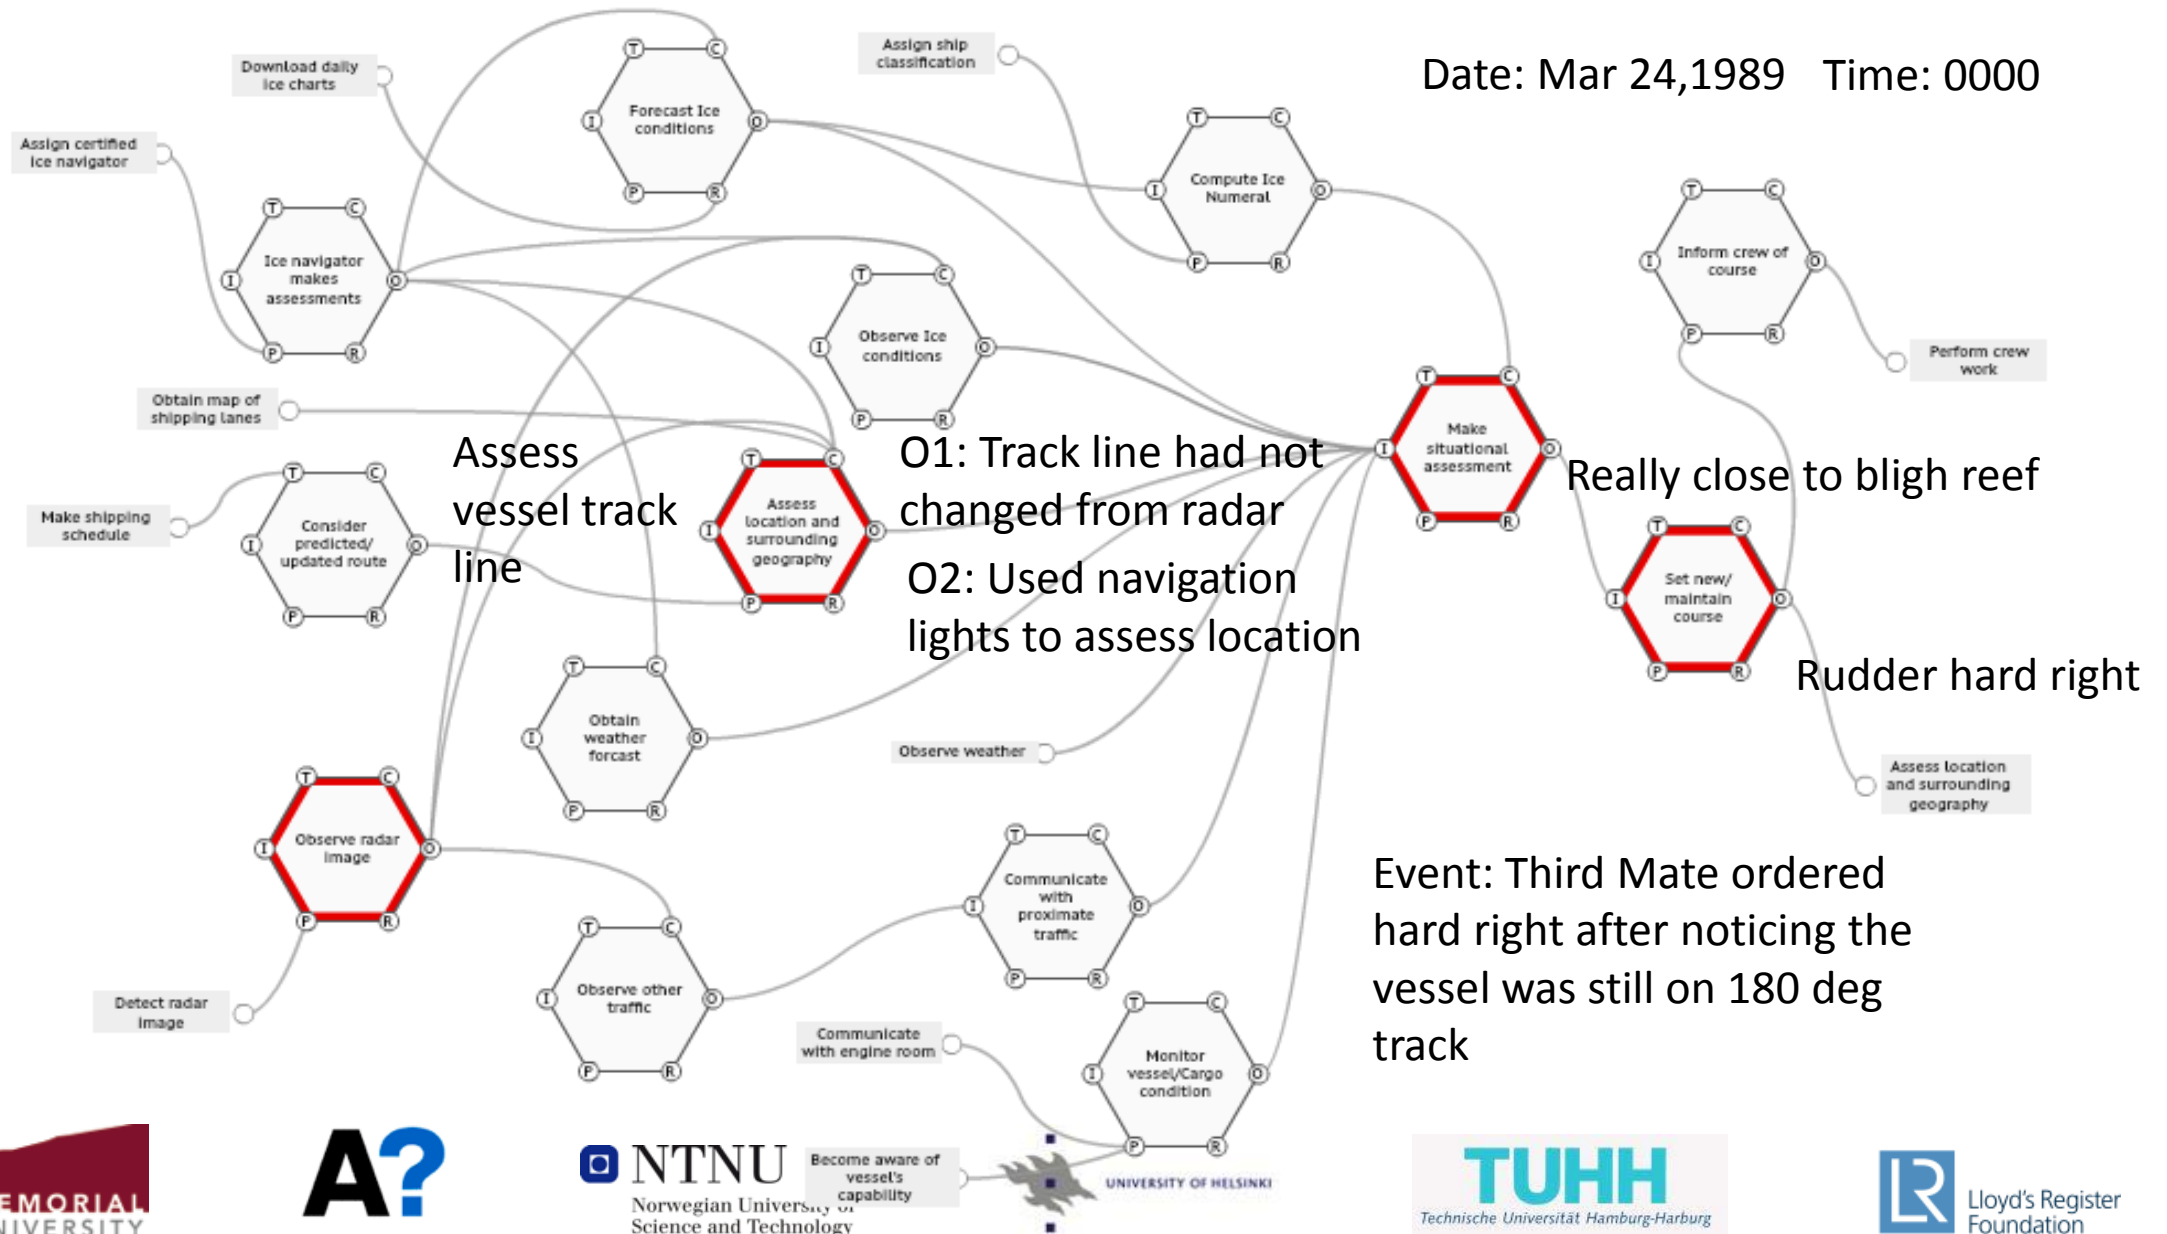 Date: Mar 24,1989 Time: 0000
Download daily
ice charts
Assign certified
ice navigator
T C
Forecast Ice
conditions
I O
P R
Assign ship
classification
T C
Compute Ice
Numeral
I O
P R
T C
Ice navigator
makes
assessments
I O
P R
T C
Observe Ice
conditions
I O
P R
T C
Inform crew of
course
I O
P R
Perform crew
work
Obtain map of
shipping lanes
Make shipping
schedule
T C
Consider
predicted/
updated route
I O
P R
Assess
vessel track
line
T C
Assess
location and
surrounding
geography
I O
P R
O1: Track line had not
changed from radar
O2: Used navigation
lights to assess location
T C
Make
situational
assessment
I O
P R
Really close to bligh reef
T C
Set new/
maintain
course
I O
P R
Rudder hard right
T C
Obtain
weather
forcast
I O
P R
Observe weather
Assess location
and surrounding
geography
T C
Observe radar
image
I O
P R
Detect radar
image
T C
Observe other
traffic
I O
P R
T C
Communicate
with
proximate
traffic
I O
P R
Event: Third Mate ordered
hard right after noticing the
vessel was still on 180 deg
track
Communicate
with engine room
T C
Monitor
vessel/Cargo
condition
I O
P R
Become aware of
vessel's
capability
EMORIAL
NIVERSITY
A?
NTNU
Norwegian University of
Science and Technology
UNIVERSITY OF HELSINKI
TUHH
Technische Universität Hamburg-Harburg
LR
Lloyd's Register
Foundation